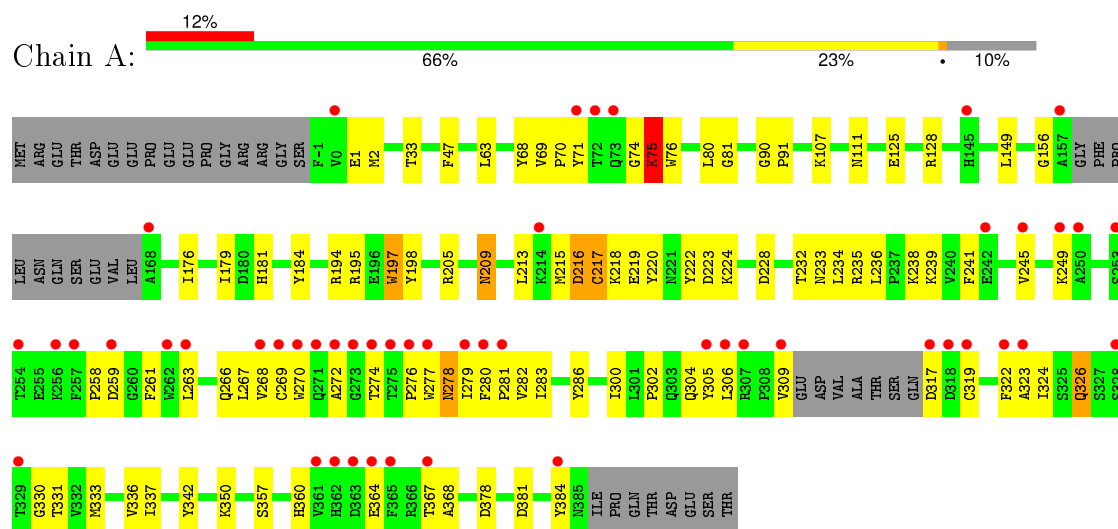 12%
Chain A:
66% 23% • 10%
MET ARG GLU THR ASP GLU GLU PRO GLU GLU PRO GLY ARG ARG GLY SER F-1 V0 E1 M2 T33 F47 L63 Y68 V69 P70 Y71 T72 Q73 G74 K75 W76 L80 G81 G90 P91 K107 N111 E125 R128 H145 L149 G156 A157 GLY PHE PRO
LEU ASN GLN SER GLU VAL LEU A168 I176 I179 D180 H181 Y184 R194 R195 E196 W197 Y198 R205 N209 L213 K214 M215 D216 C217 K218 E219 Y220 N221 Y222 D223 K224 D228 T232 N233 L234 R235 L236 P237 K238 K239 V240 F241 E242 V245 K249 A250 S253
T254 E255 K256 F257 P258 D259 G260 F261 W262 L263 Q266 L267 V268 C269 W270 Q271 A272 G273 T274 T275 P276 W277 N278 I279 F280 P281 V282 I283 Y286 I300 L301 P302 Q303 Q304 Y305 L306 R307 P308 V309 GLU ASP VAL ALA THR SER GLN D317 D318 C319 F322 A323 I324 S325 Q326 S327 S328
T329 G330 T331 V332 M333 V336 I337 Y342 K350 S357 H360 V361 H362 D363 E364 F365 R366 T367 A368 D378 D381 Y384 N385 ILE PRO GLN THR ASP GLU SER THR